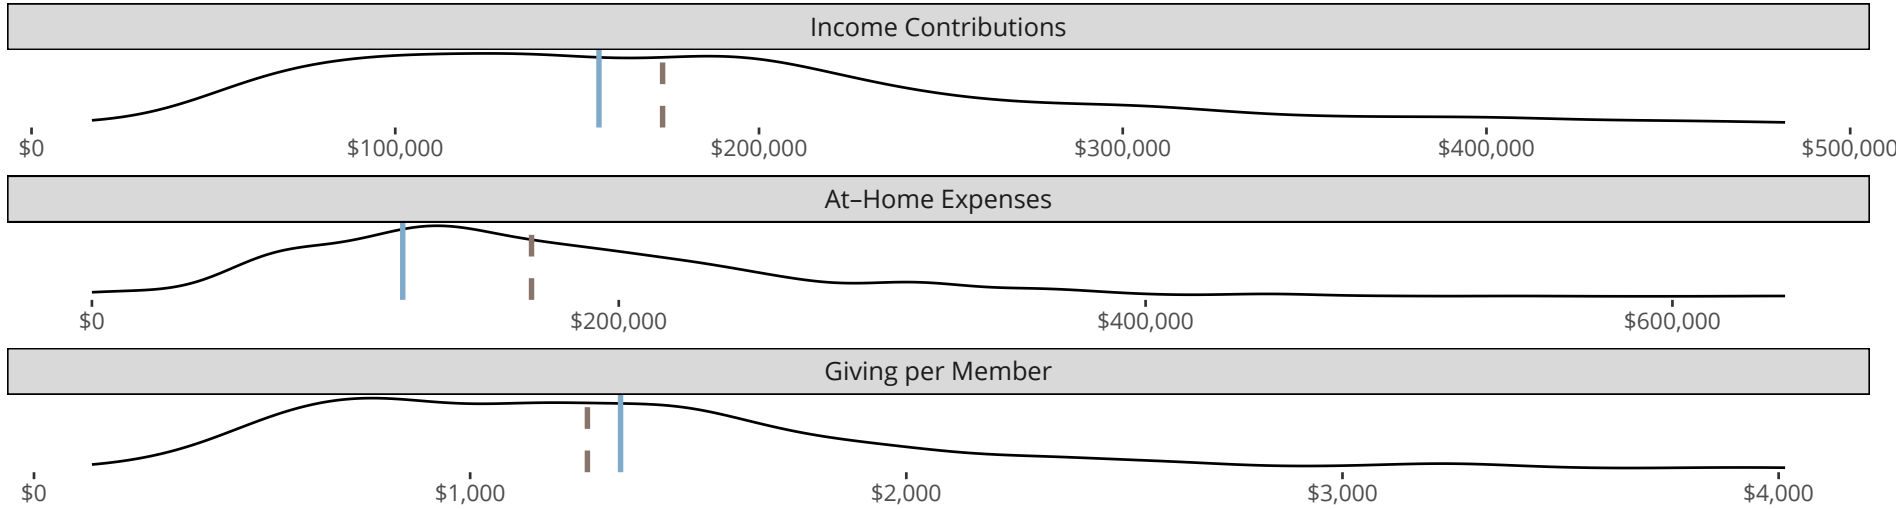 Income Contributions
$0 $100,000 $200,000 $300,000 $400,000 $500,000
At–Home Expenses
$0 $200,000 $400,000 $600,000
Giving per Member
$0 $1,000 $2,000 $3,000 $4,000